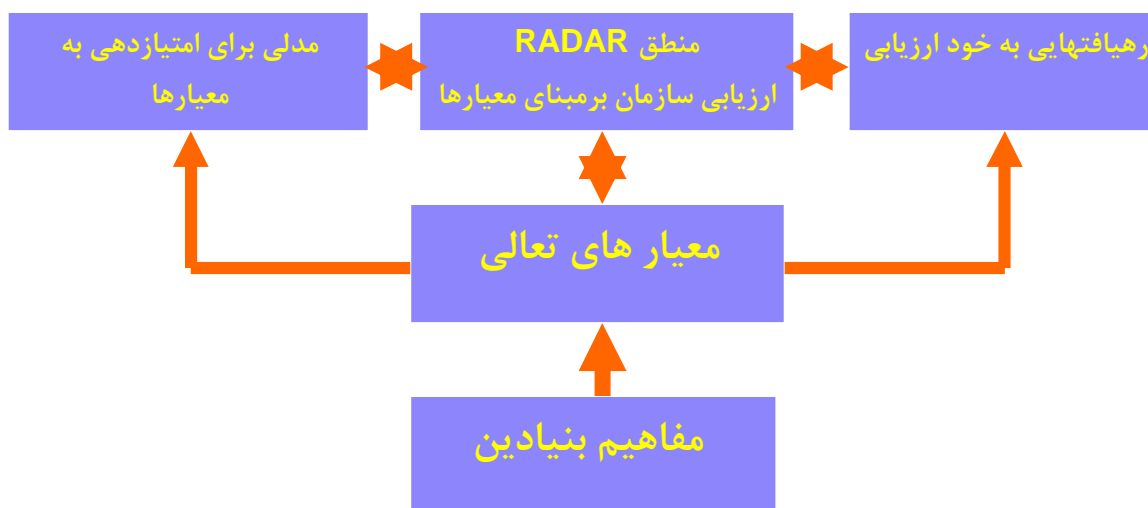 رهیافتهایی به خود ارزیابی
منطق RADAR
ارزیابی سازمان برمبنای معیارها
مدلی برای امتیازدهی به
معیارها
معیار های تعالی
مفاهیم بنیادین